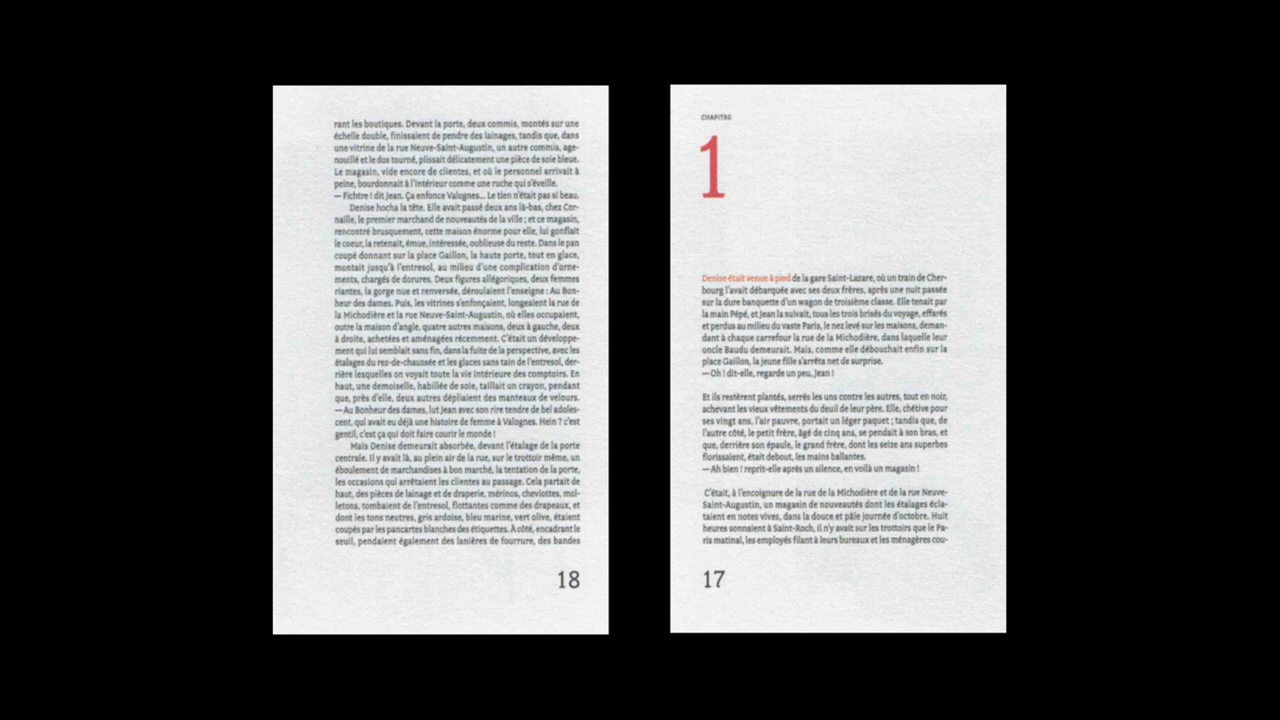 rant les boutiques. Devant la porte, deux commis, montés sur une
échelle double, finissaient de pendre des lainages, tandis que, dans
une vitrine de la rue Neuve-Saint-Augustin, un autre commis, age-
nouillé et le dos tourné, plissait délicatement une pièce de soie bleue.
Le magasin, vide encore de clientes, et où le personnel arrivait à
peine, bourdonnait à l'intérieur comme une ruche qui s'éveille.
— Fichtre ! dit Jean. Ça enfonce Valognes... Le tien n'était pas si beau.
Denise hocha la tête. Elle avait passé deux ans là-bas, chez Cor-
naille, le premier marchand de nouveautés de la ville ; et ce magasin,
rencontré brusquement, cette maison énorme pour elle, lui gonflait
le coeur, la retenait, émue, intéressée, oublieuse du reste. Dans le pan
coupé donnant sur la place Gaillon, la haute porte, tout en glace,
montait jusqu'à l'entresol, au milieu d'une complication d'orne-
ments, chargés de dorures. Deux figures allégoriques, deux femmes
riantes, la gorge nue et renversée, déroulaient l'enseigne : Au Bon-
heur des dames. Puis, les vitrines s'enfonçaient, longeaient la rue de
la Michodière et la rue Neuve-Saint-Augustin, où elles occupaient,
outre la maison d'angle, quatre autres maisons, deux à gauche, deux
à droite, achetées et aménagées récemment. C'était un développe-
ment qui lui semblait sans fin, dans la fuite de la perspective, avec les
étalages du rez-de-chaussée et les glaces sans tain de l'entresol, der-
rière lesquelles on voyait toute la vie intérieure des comptoirs. En
haut, une demoiselle, habillée de soie, taillait un crayon, pendant
que, près d'elle, deux autres dépliaient des manteaux de velours.
— Au Bonheur des dames, lut Jean avec son rire tendre de bel adoles-
cent, qui avait eu déjà une histoire de femme à Valognes. Hein ? c'est
gentil, c'est ça qui doit faire courir le monde !
Mais Denise demeurait absorbée, devant l'étalage de la porte
centrale. Il y avait là, au plein air de la rue, sur le trottoir même, un
éboulement de marchandises à bon marché, la tentation de la porte,
les occasions qui arrêtaient les clientes au passage. Cela partait de
haut, des pièces de lainage et de draperie, mérinos, cheviottes, mol-
letons, tombaient de l'entresol, flottantes comme des drapeaux, et
dont les tons neutres, gris ardoise, bleu marine, vert olive, étaient
coupés par les pancartes blanches des étiquettes. À côté, encadrant le
seuil, pendaient également des lanières de fourrure, des bandes
18
CHAPITRE
1
Denise était venue à pied de la gare Saint-Lazare, où un train de Cher-
bourg l'avait débarquée avec ses deux frères, après une nuit passée
sur la dure banquette d'un wagon de troisième classe. Elle tenait par
la main Pépé, et Jean la suivait, tous les trois brisés du voyage, effarés
et perdus au milieu du vaste Paris, le nez levé sur les maisons, deman-
dant à chaque carrefour la rue de la Michodière, dans laquelle leur
oncle Baudu demeurait. Mais, comme elle débouchait enfin sur la
place Gaillon, la jeune fille s'arrêta net de surprise.
— Oh ! dit-elle, regarde un peu, Jean !
Et ils restèrent plantés, serrés les uns contre les autres, tout en noir,
achevant les vieux vêtements du deuil de leur père. Elle, chétive pour
ses vingt ans, l'air pauvre, portait un léger paquet ; tandis que, de
l'autre côté, le petit frère, âgé de cinq ans, se pendait à son bras, et
que, derrière son épaule, le grand frère, dont les seize ans superbes
florissaient, était debout, les mains ballantes.
— Ah bien ! reprit-elle après un silence, en voilà un magasin !
C'était, à l'encoignure de la rue de la Michodière et de la rue Neuve-
Saint-Augustin, un magasin de nouveautés dont les étalages écla-
taient en notes vives, dans la douce et pâle journée d'octobre. Huit
heures sonnaient à Saint-Roch, il n'y avait sur les trottoirs que le Pa-
ris matinal, les employés filant à leurs bureaux et les ménagères cou-
17